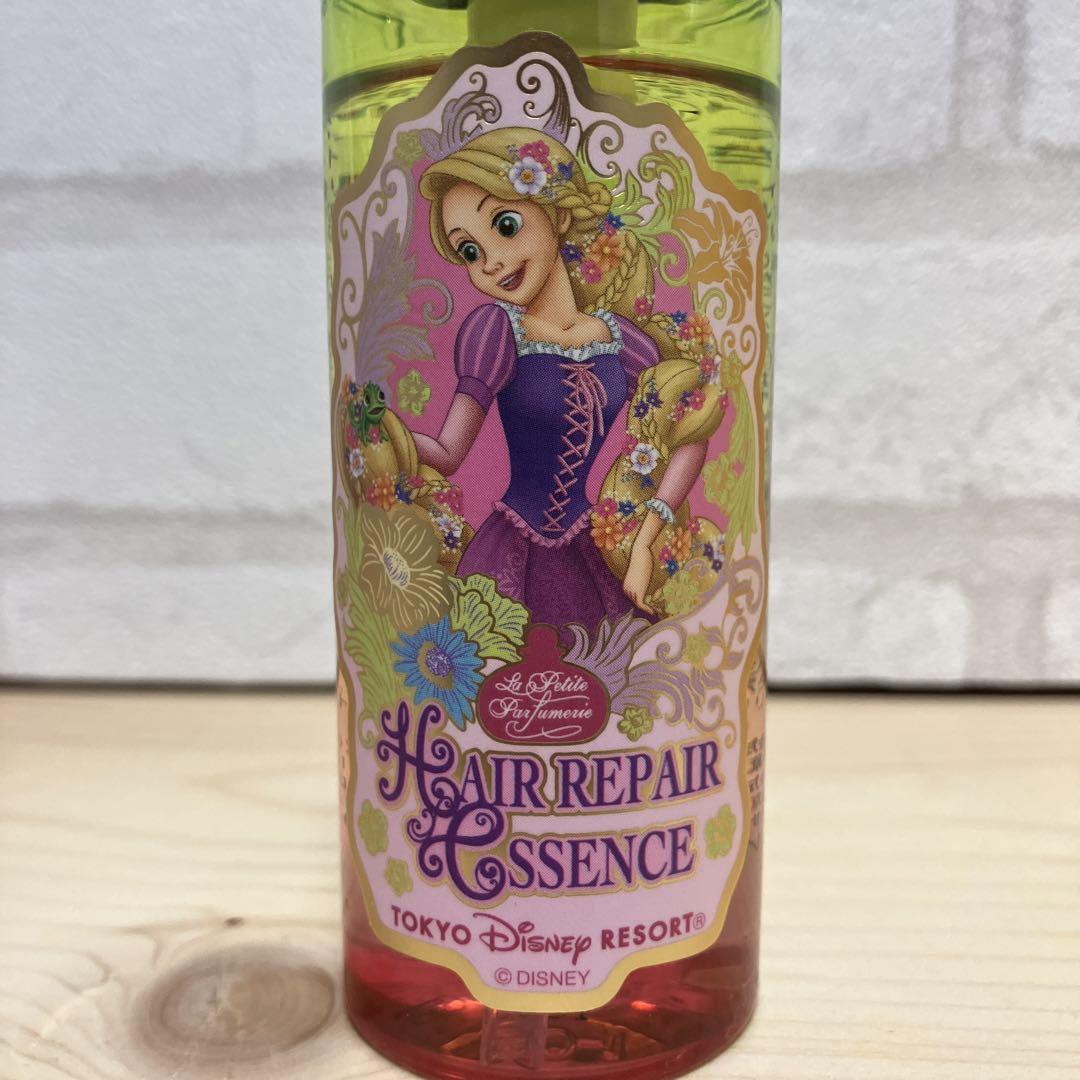 La Petite
Parfumerie
HAIR REPAIR
ESSENCE
TOKYO Disney RESORT®
© DISNEY